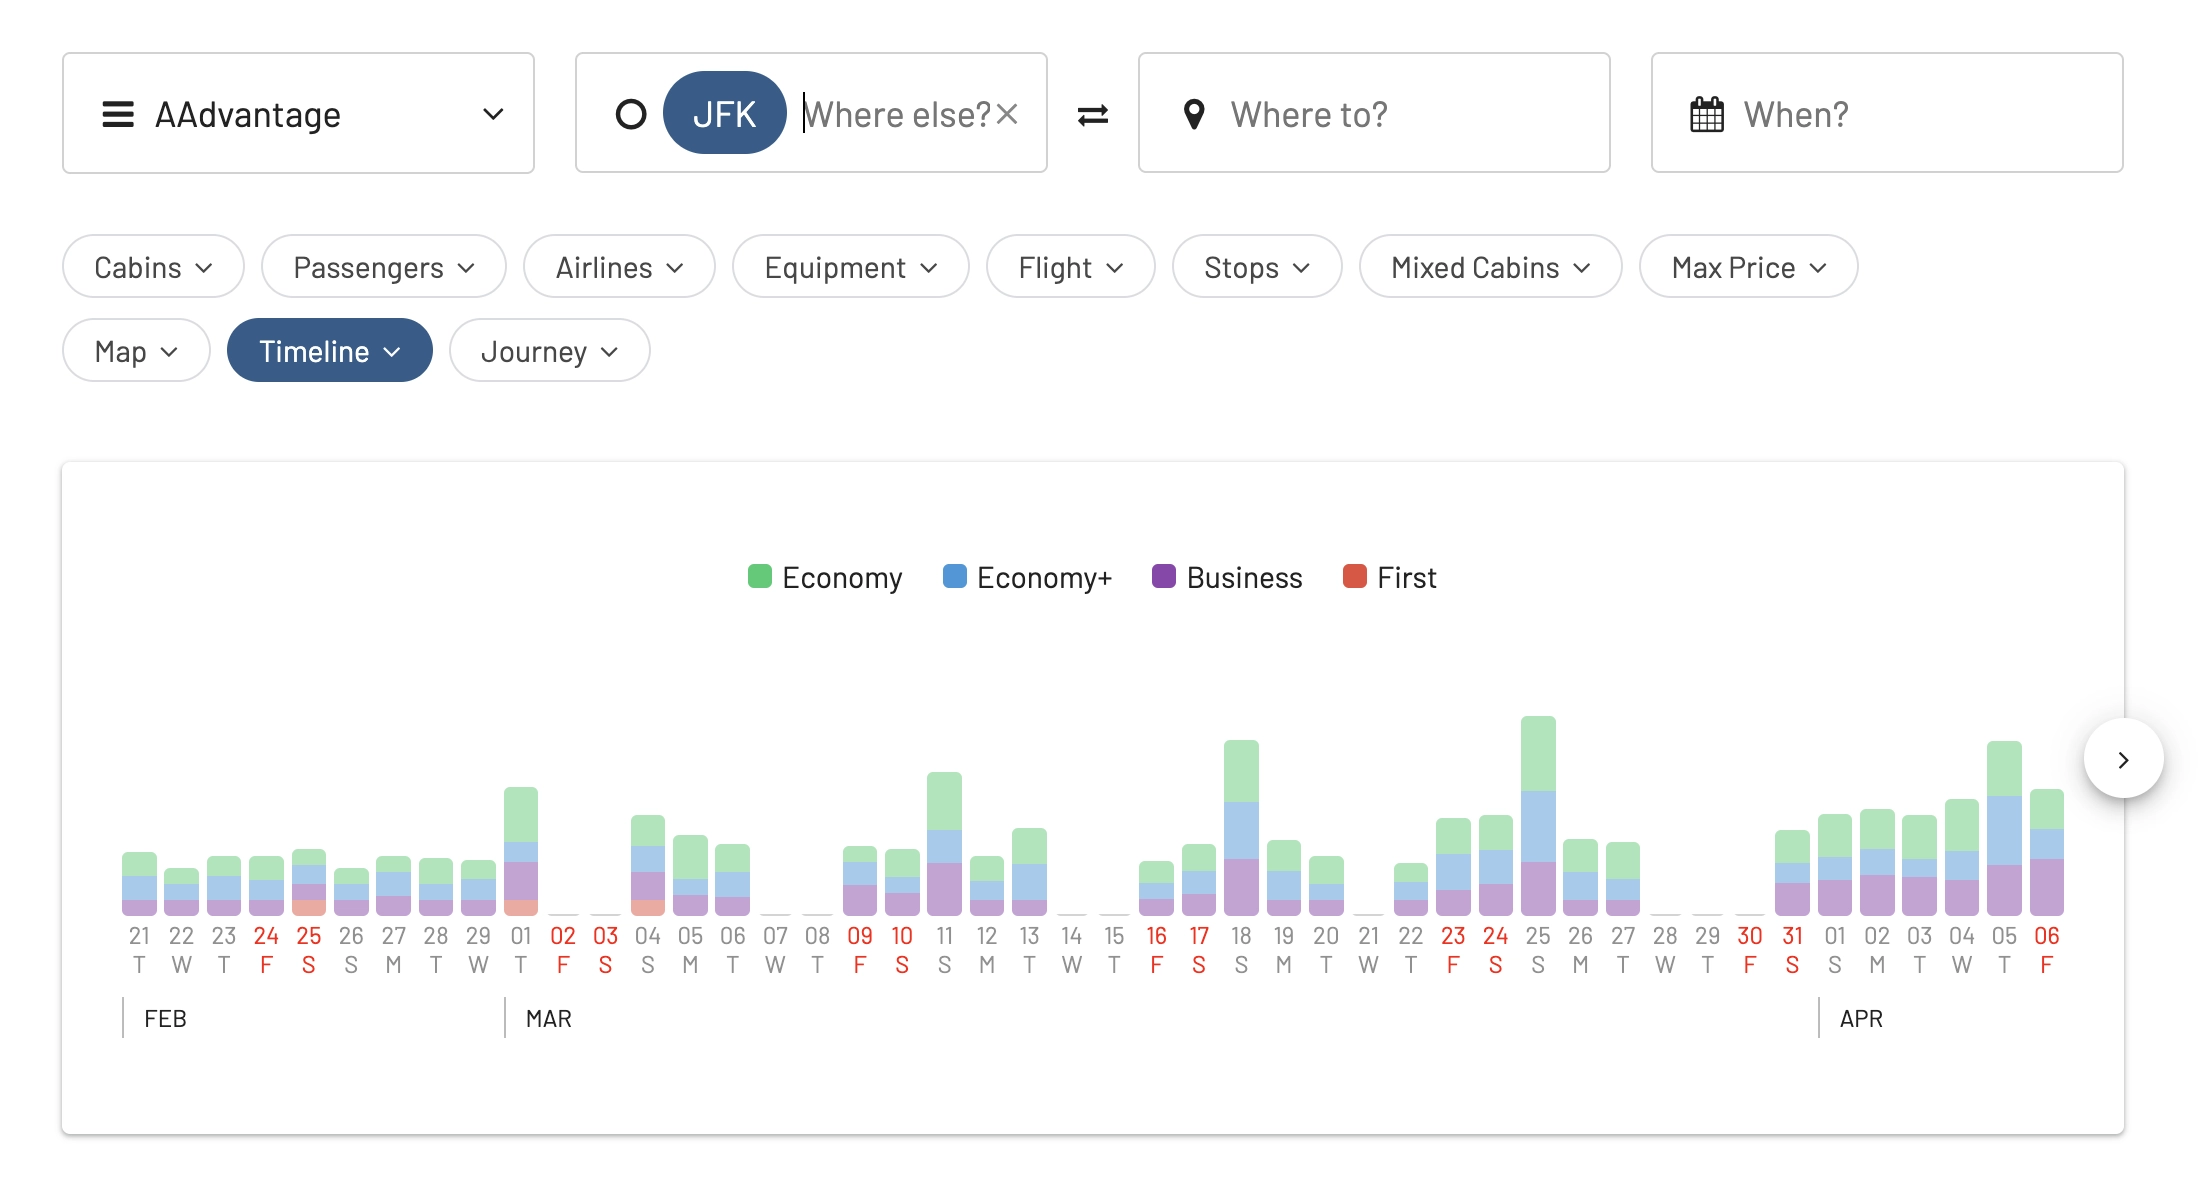 AAdvantage JFK Where else? Where to? When?
Cabins Passengers Airlines Equipment Flight Stops Mixed Cabins Max Price
Map Timeline Journey
Economy Economy+ Business First
21 22 23 24 25 26 27 28 29 01 02 03 04 05 06 07 08 09 10 11 12 13 14 15 16 17 18 19 20 21 22 23 24 25 26 27 28 29 30 31 01 02 03 04 05 06
T W T F S S M T W T F S S M T W T F S S M T W T F S S M T W T F S S M T W T F S S M T W T F
FEB MAR APR